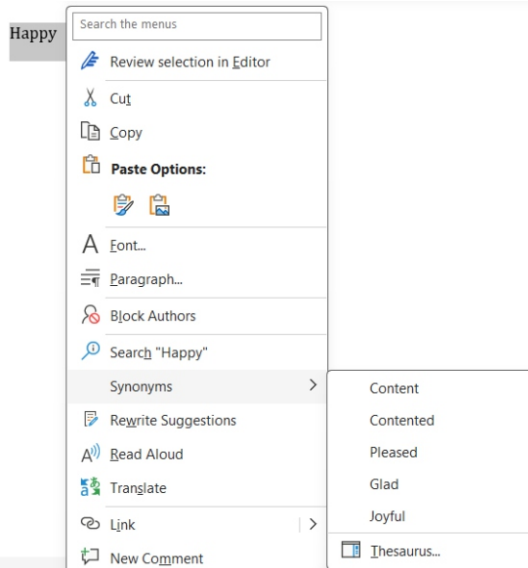 Happy
Search the menus
Review selection in Editor
Cut
Copy
Paste Options:
Font...
Paragraph...
Block Authors
Search "Happy"
Synonyms
Rewrite Suggestions
Read Aloud
Translate
Link
New Comment
Content
Contented
Pleased
Glad
Joyful
Thesaurus...